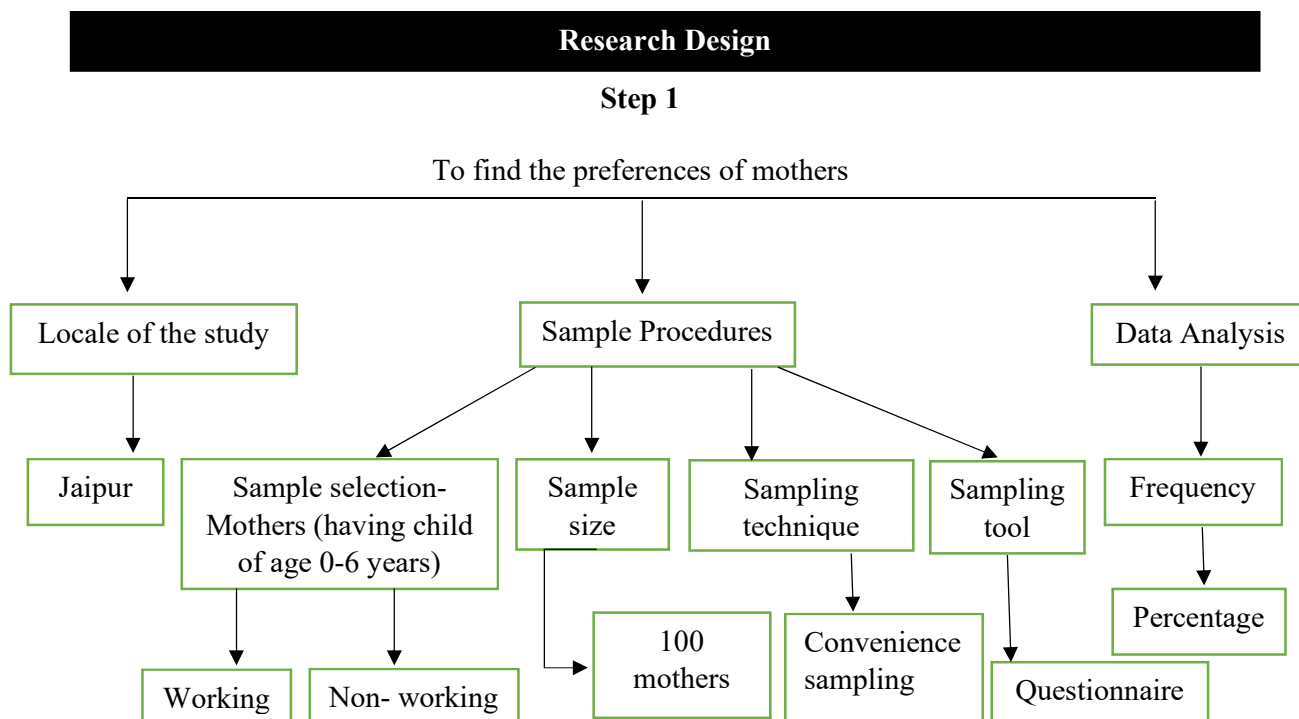 Research Design
Step 1
To find the preferences of mothers
Locale of the study
Sample Procedures
Data Analysis
Jaipur
Sample selection-
Mothers (having child
of age 0-6 years)
Sample
size
Sampling
technique
Sampling
tool
Frequency
Working
Non- working
100
mothers
Convenience
sampling
Questionnaire
Percentage